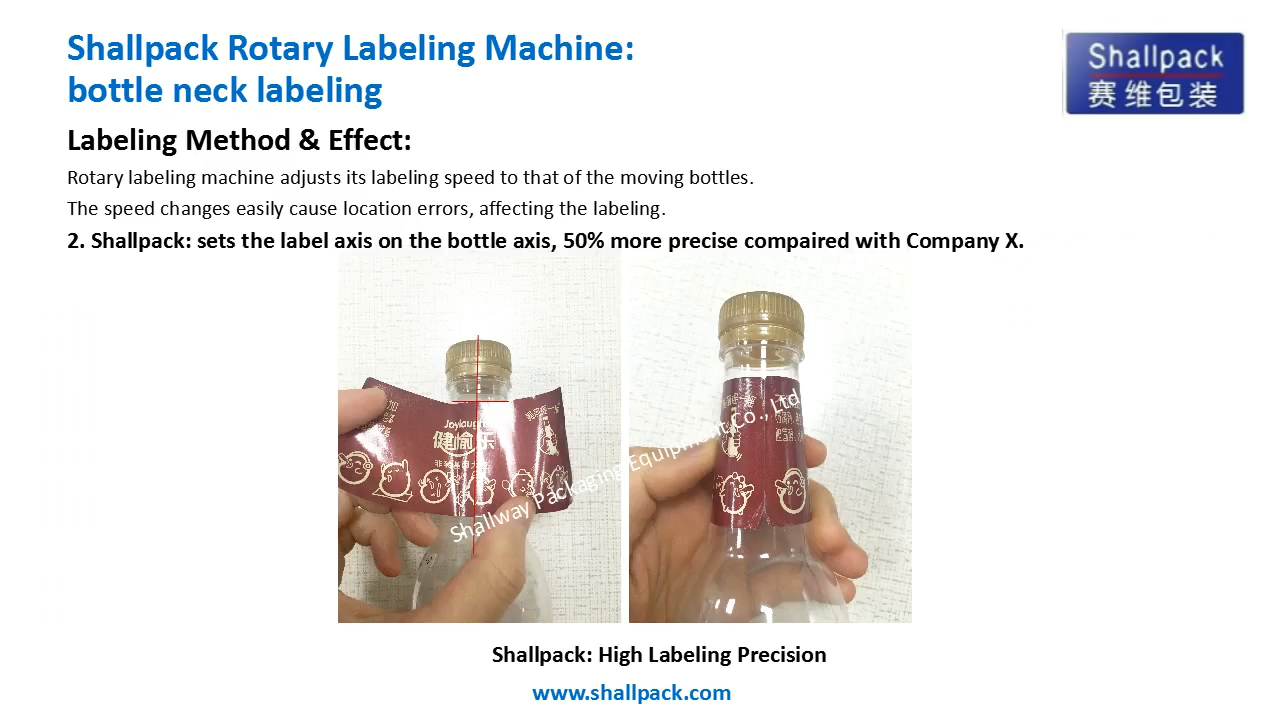 Shallpack Rotary Labeling Machine:
bottle neck labeling
Shallpack
赛维包装
Labeling Method & Effect:
Rotary labeling machine adjusts its labeling speed to that of the moving bottles.
The speed changes easily cause location errors, affecting the labeling.
2. Shallpack: sets the label axis on the bottle axis, 50% more precise compaired with Company X.
健愉乐
Shallway Packaging Equipment Co., Ltd
Shallpack: High Labeling Precision
www.shallpack.com